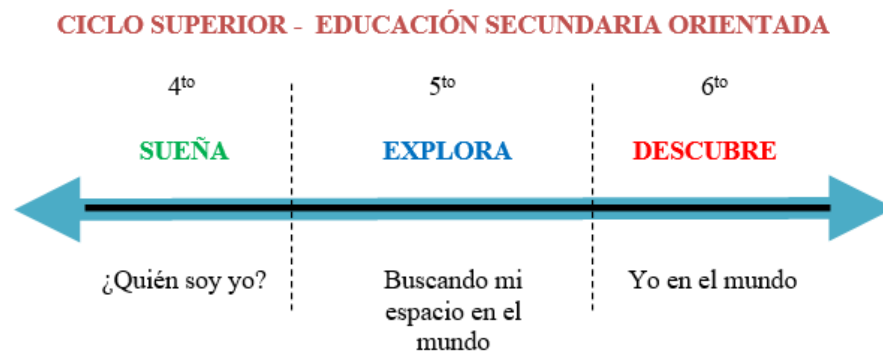 CICLO SUPERIOR - EDUCACIÓN SECUNDARIA ORIENTADA
4to 5to 6to
SUEÑA EXPLORA DESCUBRE
¿Quién soy yo? Buscando mi Yo en el mundo
espacio en el
mundo